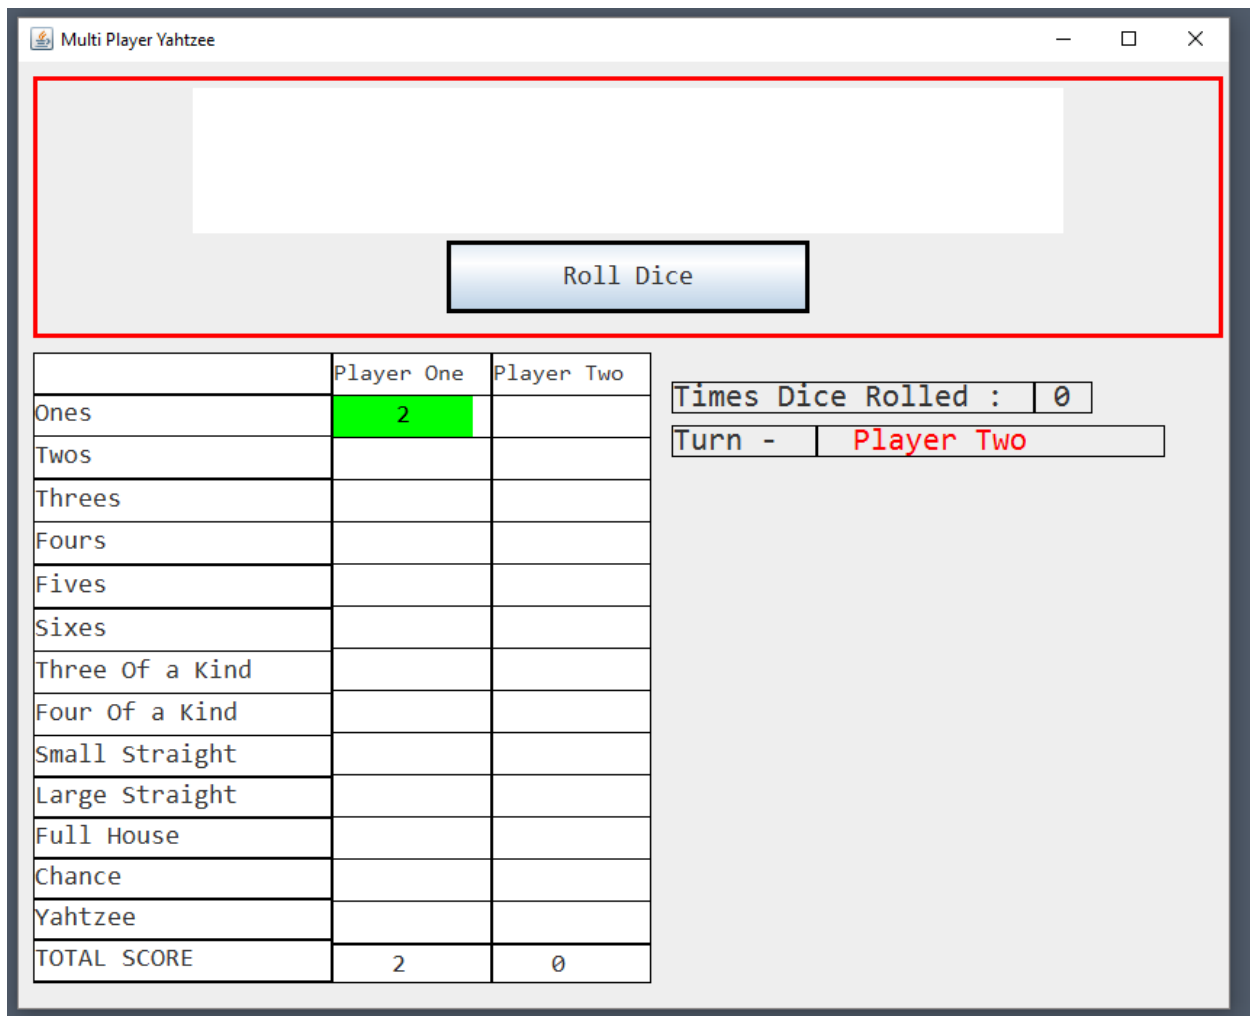 Multi Player Yahtzee
Roll Dice
Player One Player Two
Ones 2
Twos
Threes
Fours
Fives
Sixes
Three Of a Kind
Four Of a Kind
Small Straight
Large Straight
Full House
Chance
Yahtzee
TOTAL SCORE 2 0
Times Dice Rolled : 0
Turn - Player Two